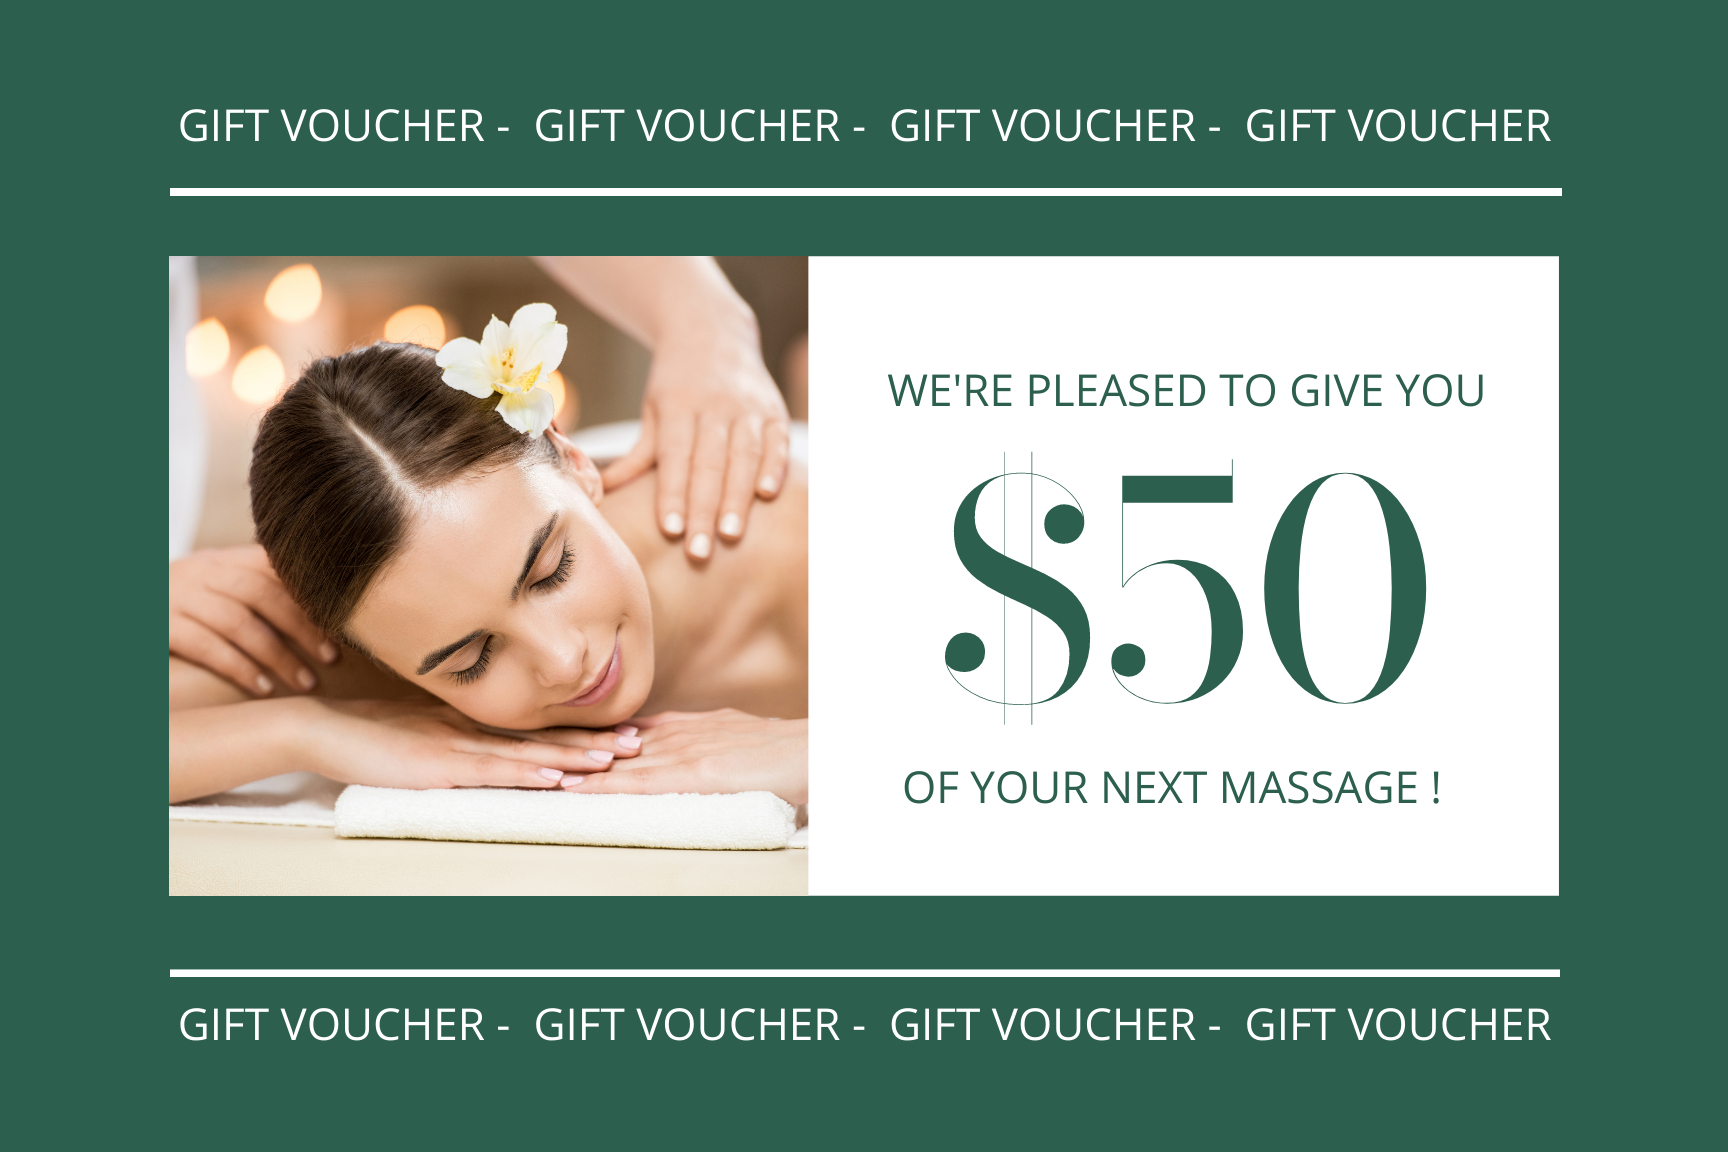 GIFT VOUCHER - GIFT VOUCHER - GIFT VOUCHER - GIFT VOUCHER
WE'RE PLEASED TO GIVE YOU
$50
OF YOUR NEXT MASSAGE !
GIFT VOUCHER - GIFT VOUCHER - GIFT VOUCHER - GIFT VOUCHER